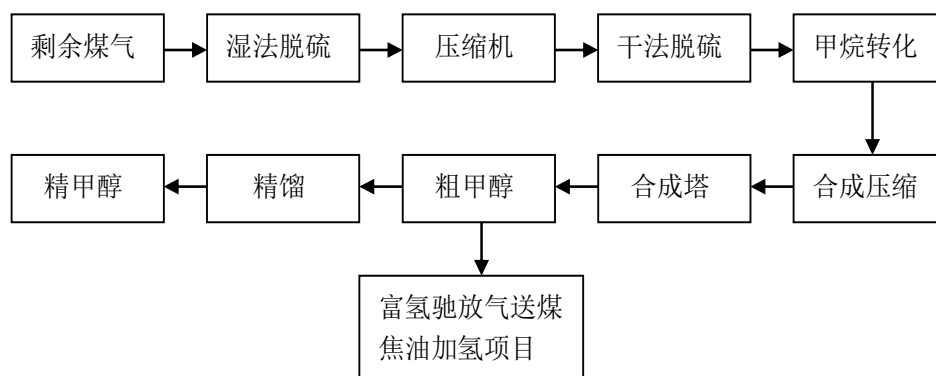 剩余煤气
湿法脱硫
压缩机
干法脱硫
甲烷转化
精甲醇
精馏
粗甲醇
合成塔
合成压缩
富氢驰放气送煤
焦油加氢项目